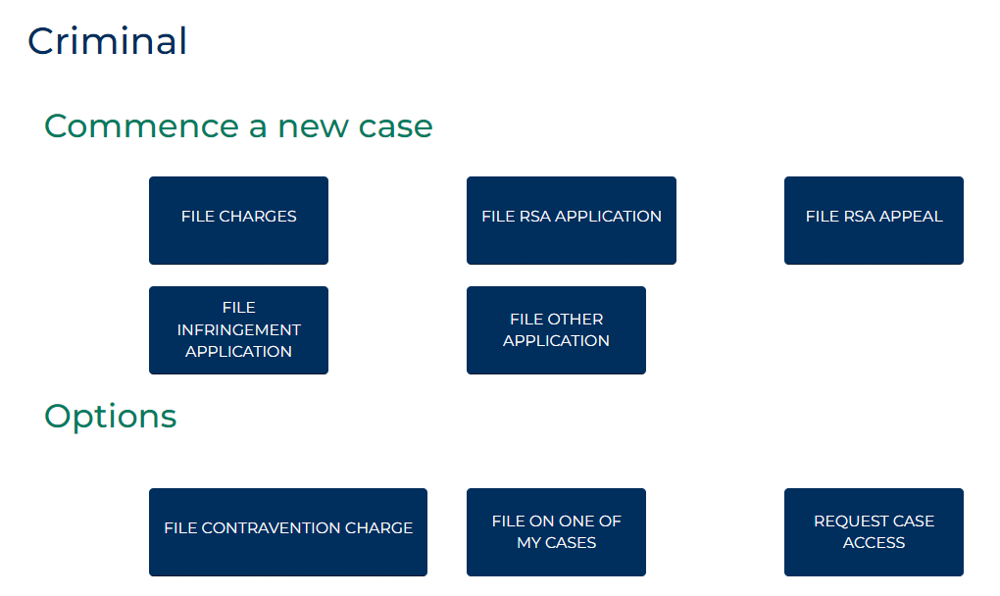 Criminal
Commence a new case
FILE CHARGES
FILE RSA APPLICATION
FILE RSA APPEAL
FILE
INFRINGEMENT
APPLICATION
FILE OTHER
APPLICATION
Options
FILE CONTRAVENTION CHARGE
FILE ON ONE OF
MY CASES
REQUEST CASE
ACCESS